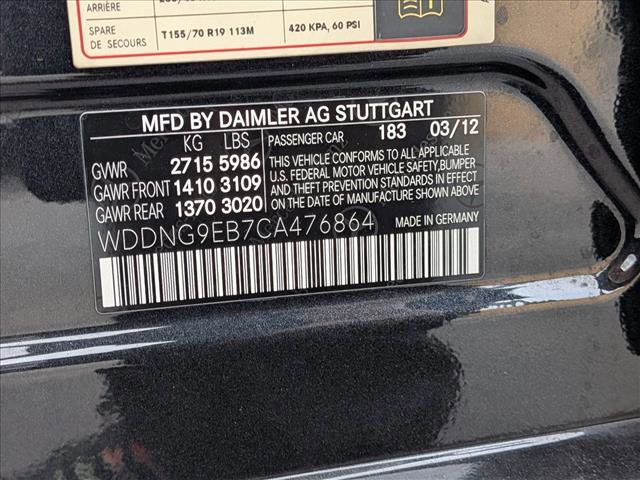 ARRIÈRE
SPARE DE SECOURS T155/70 R19 113M 420 KPA, 60 PSI
MFD BY DAIMLER AG STUTTGART
KG LBS PASSENGER CAR 183 03/12
GVWR 2715 5986
GAWR FRONT 1410 3109
GAWR REAR 1370 3020
THIS VEHICLE CONFORMS TO ALL APPLICABLE
U.S. FEDERAL MOTOR VEHICLE SAFETY,BUMPER
AND THEFT PREVENTION STANDARDS IN EFFECT
ON THE DATE OF MANUFACTURE SHOWN ABOVE.
WDDNG9EB7CA476864 MADE IN GERMANY